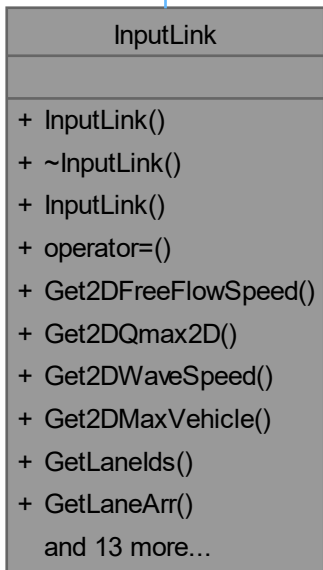 InputLink
+ InputLink()
+ ~InputLink()
+ InputLink()
+ operator=()
+ Get2DFreeFlowSpeed()
+ Get2DQmax2D()
+ Get2DWaveSpeed()
+ Get2DMaxVehicle()
+ GetLaneIds()
+ GetLaneArr()
and 13 more...